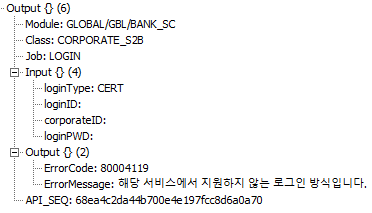 Output {} (6)
Module: GLOBAL/GBL/BANK_SC
Class: CORPORATE_S2B
Job: LOGIN
Input {} (4)
loginType: CERT
loginID:
corporateID:
loginPWD:
Output {} (2)
ErrorCode: 80004119
ErrorMessage: 해당 서비스에서 지원하지 않는 로그인 방식입니다.
API_SEQ: 68ea4c2da44b700e4e197fcc8d6a0a70